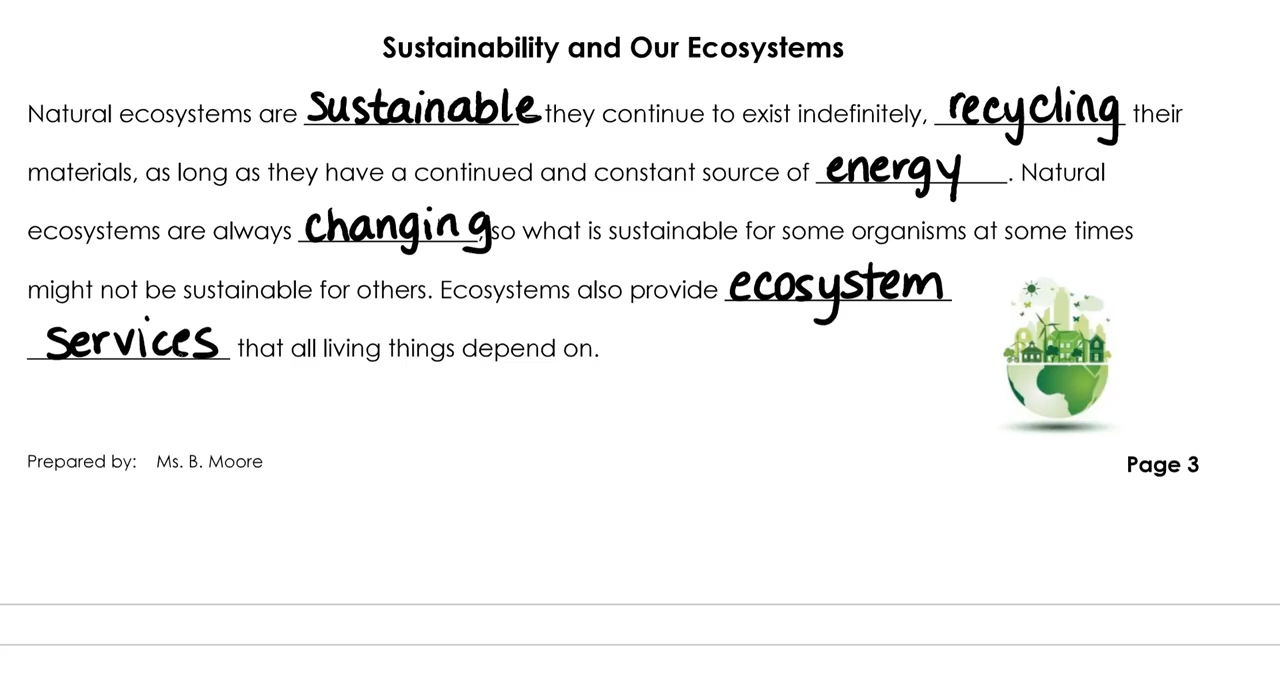 Sustainability and Our Ecosystems
Natural ecosystems are sustainable they continue to exist indefinitely, recycling their
materials, as long as they have a continued and constant source of energy. Natural
ecosystems are always changing, so what is sustainable for some organisms at some times
might not be sustainable for others. Ecosystems also provide ecosystem
services that all living things depend on.
Prepared by: Ms. B. Moore
Page 3